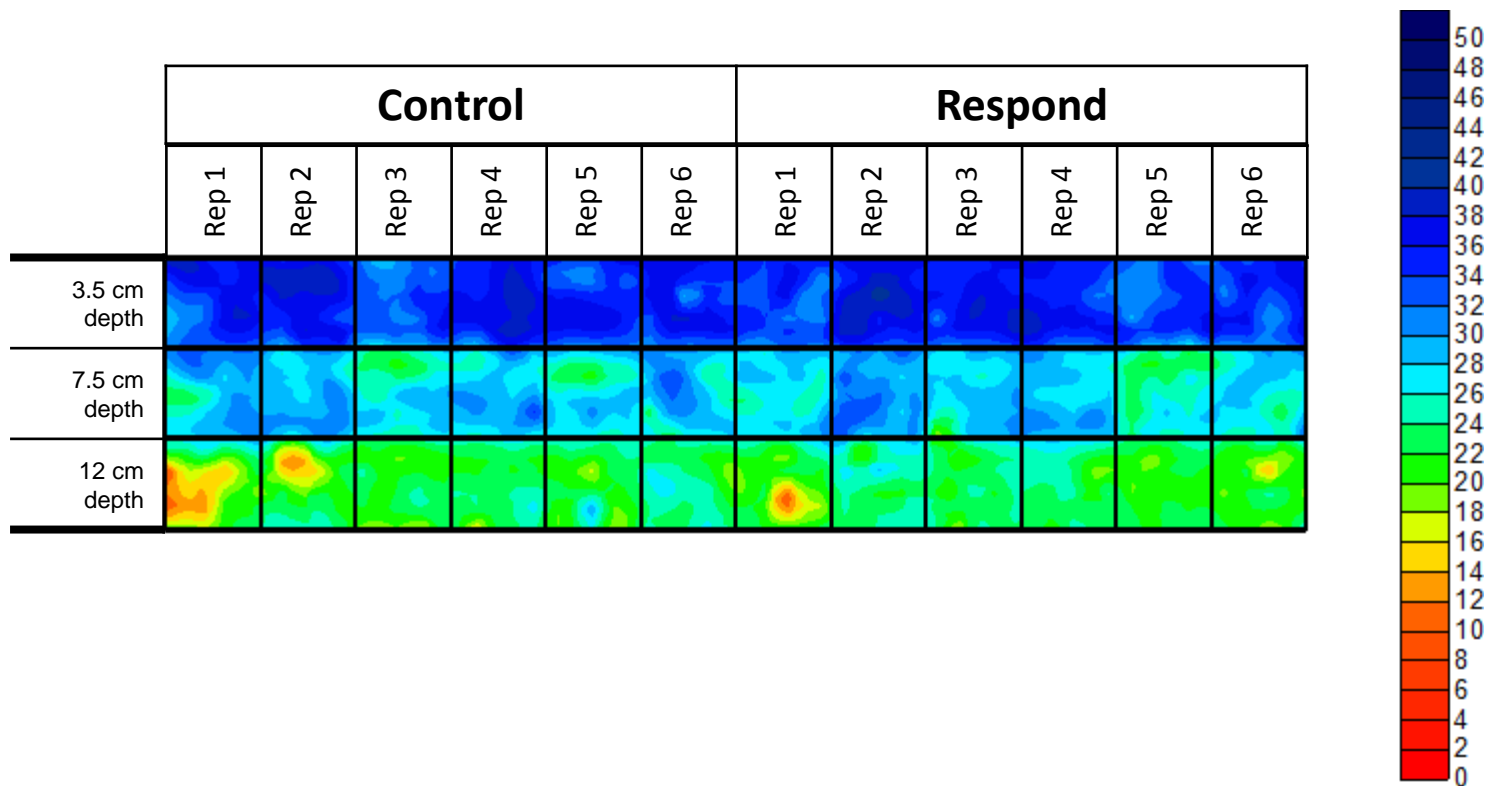 Control
Respond
Rep 1
Rep 2
Rep 3
Rep 4
Rep 5
Rep 6
Rep 1
Rep 2
Rep 3
Rep 4
Rep 5
Rep 6
3.5 cm
depth
7.5 cm
depth
12 cm
depth
50
48
46
44
42
40
38
36
34
32
30
28
26
24
22
20
18
16
14
12
10
8
6
4
2
0